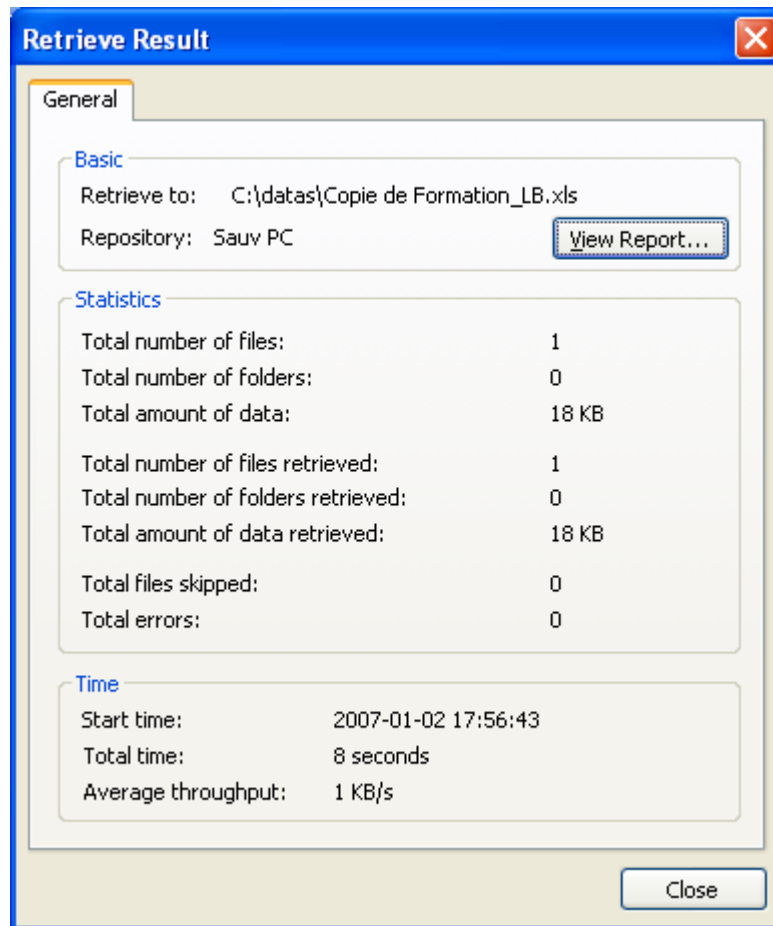 Retrieve Result
General
Basic
Retrieve to: C:\datas\Copie de Formation_LB.xls
Repository: Sauv PC View Report...
Statistics
Total number of files: 1
Total number of folders: 0
Total amount of data: 18 KB
Total number of files retrieved: 1
Total number of folders retrieved: 0
Total amount of data retrieved: 18 KB
Total files skipped: 0
Total errors: 0
Time
Start time: 2007-01-02 17:56:43
Total time: 8 seconds
Average throughput: 1 KB/s
Close